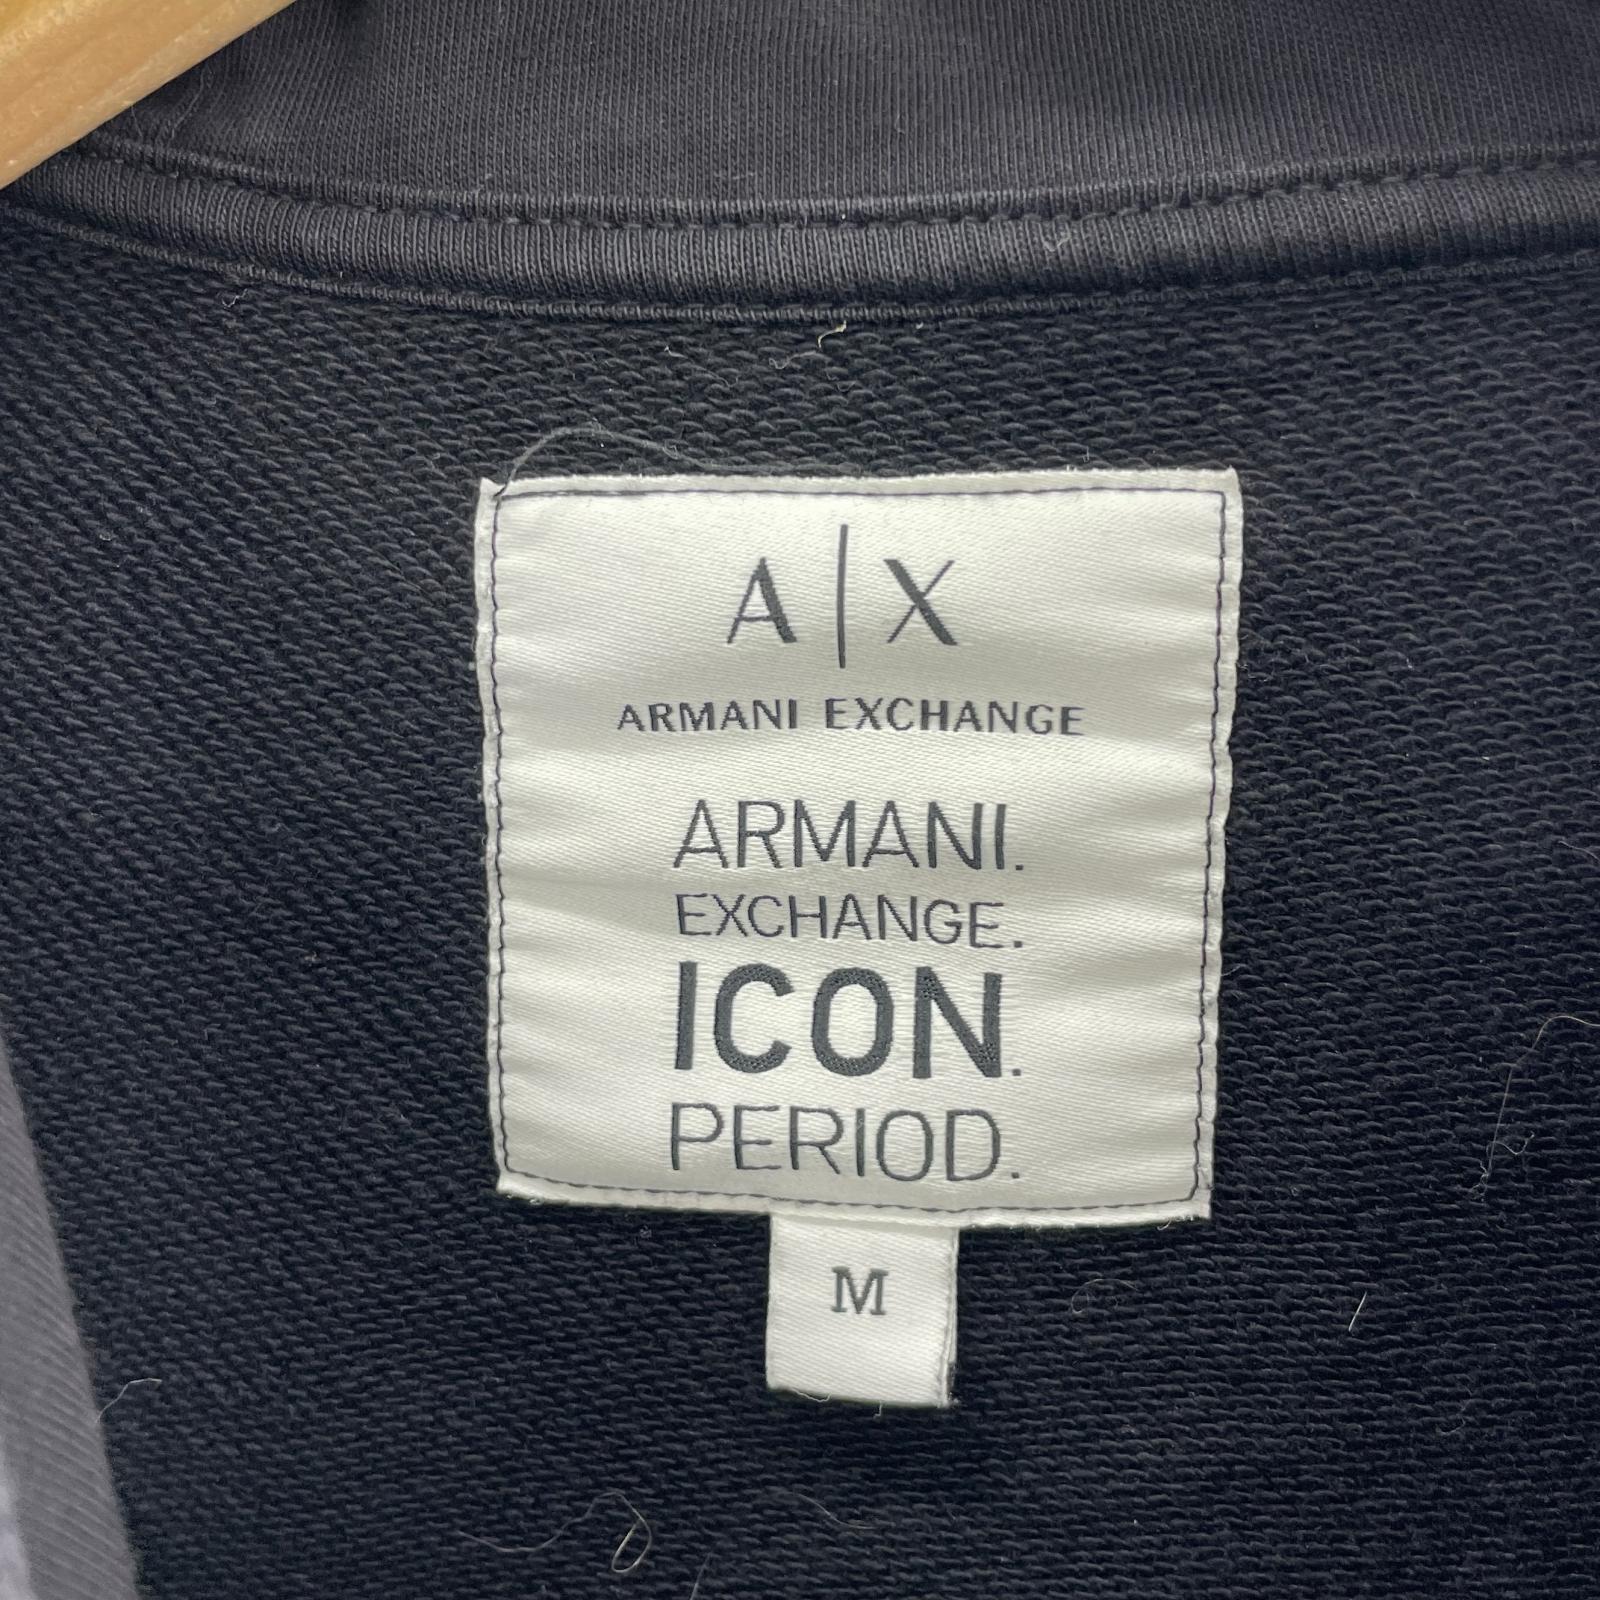 A|X
ARMANI EXCHANGE
ARMANI.
EXCHANGE.
ICON.
PERIOD.
M